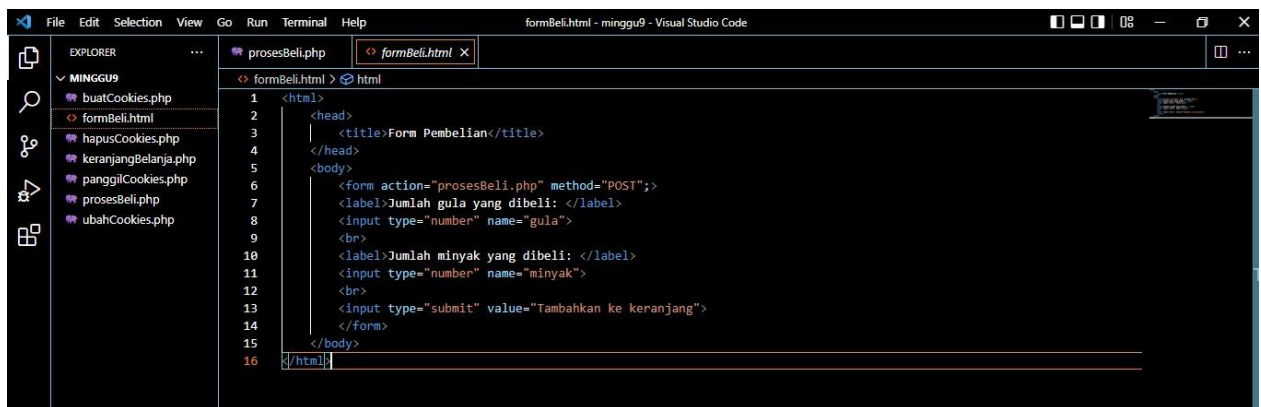 File Edit Selection View Go Run Terminal Help formBeli.html - minggu9 - Visual Studio Code
EXPLORER
MINGGU9
buatCookies.php
formBeli.html
hapusCookies.php
keranjangBelanja.php
panggilCookies.php
prosesBeli.php
ubahCookies.php
prosesBeli.php formBeli.html
formBeli.html > html
1 <html>
2 <head>
3 <title>Form Pembelian</title>
4 </head>
5 <body>
6 <form action="prosesBeli.php" method="POST";>
7 <label>Jumlah gula yang dibeli: </label>
8 <input type="number" name="gula">
9 <br>
10 <label>Jumlah minyak yang dibeli: </label>
11 <input type="number" name="minyak">
12 <br>
13 <input type="submit" value="Tambahkan ke keranjang">
14 </form>
15 </body>
16 </html>